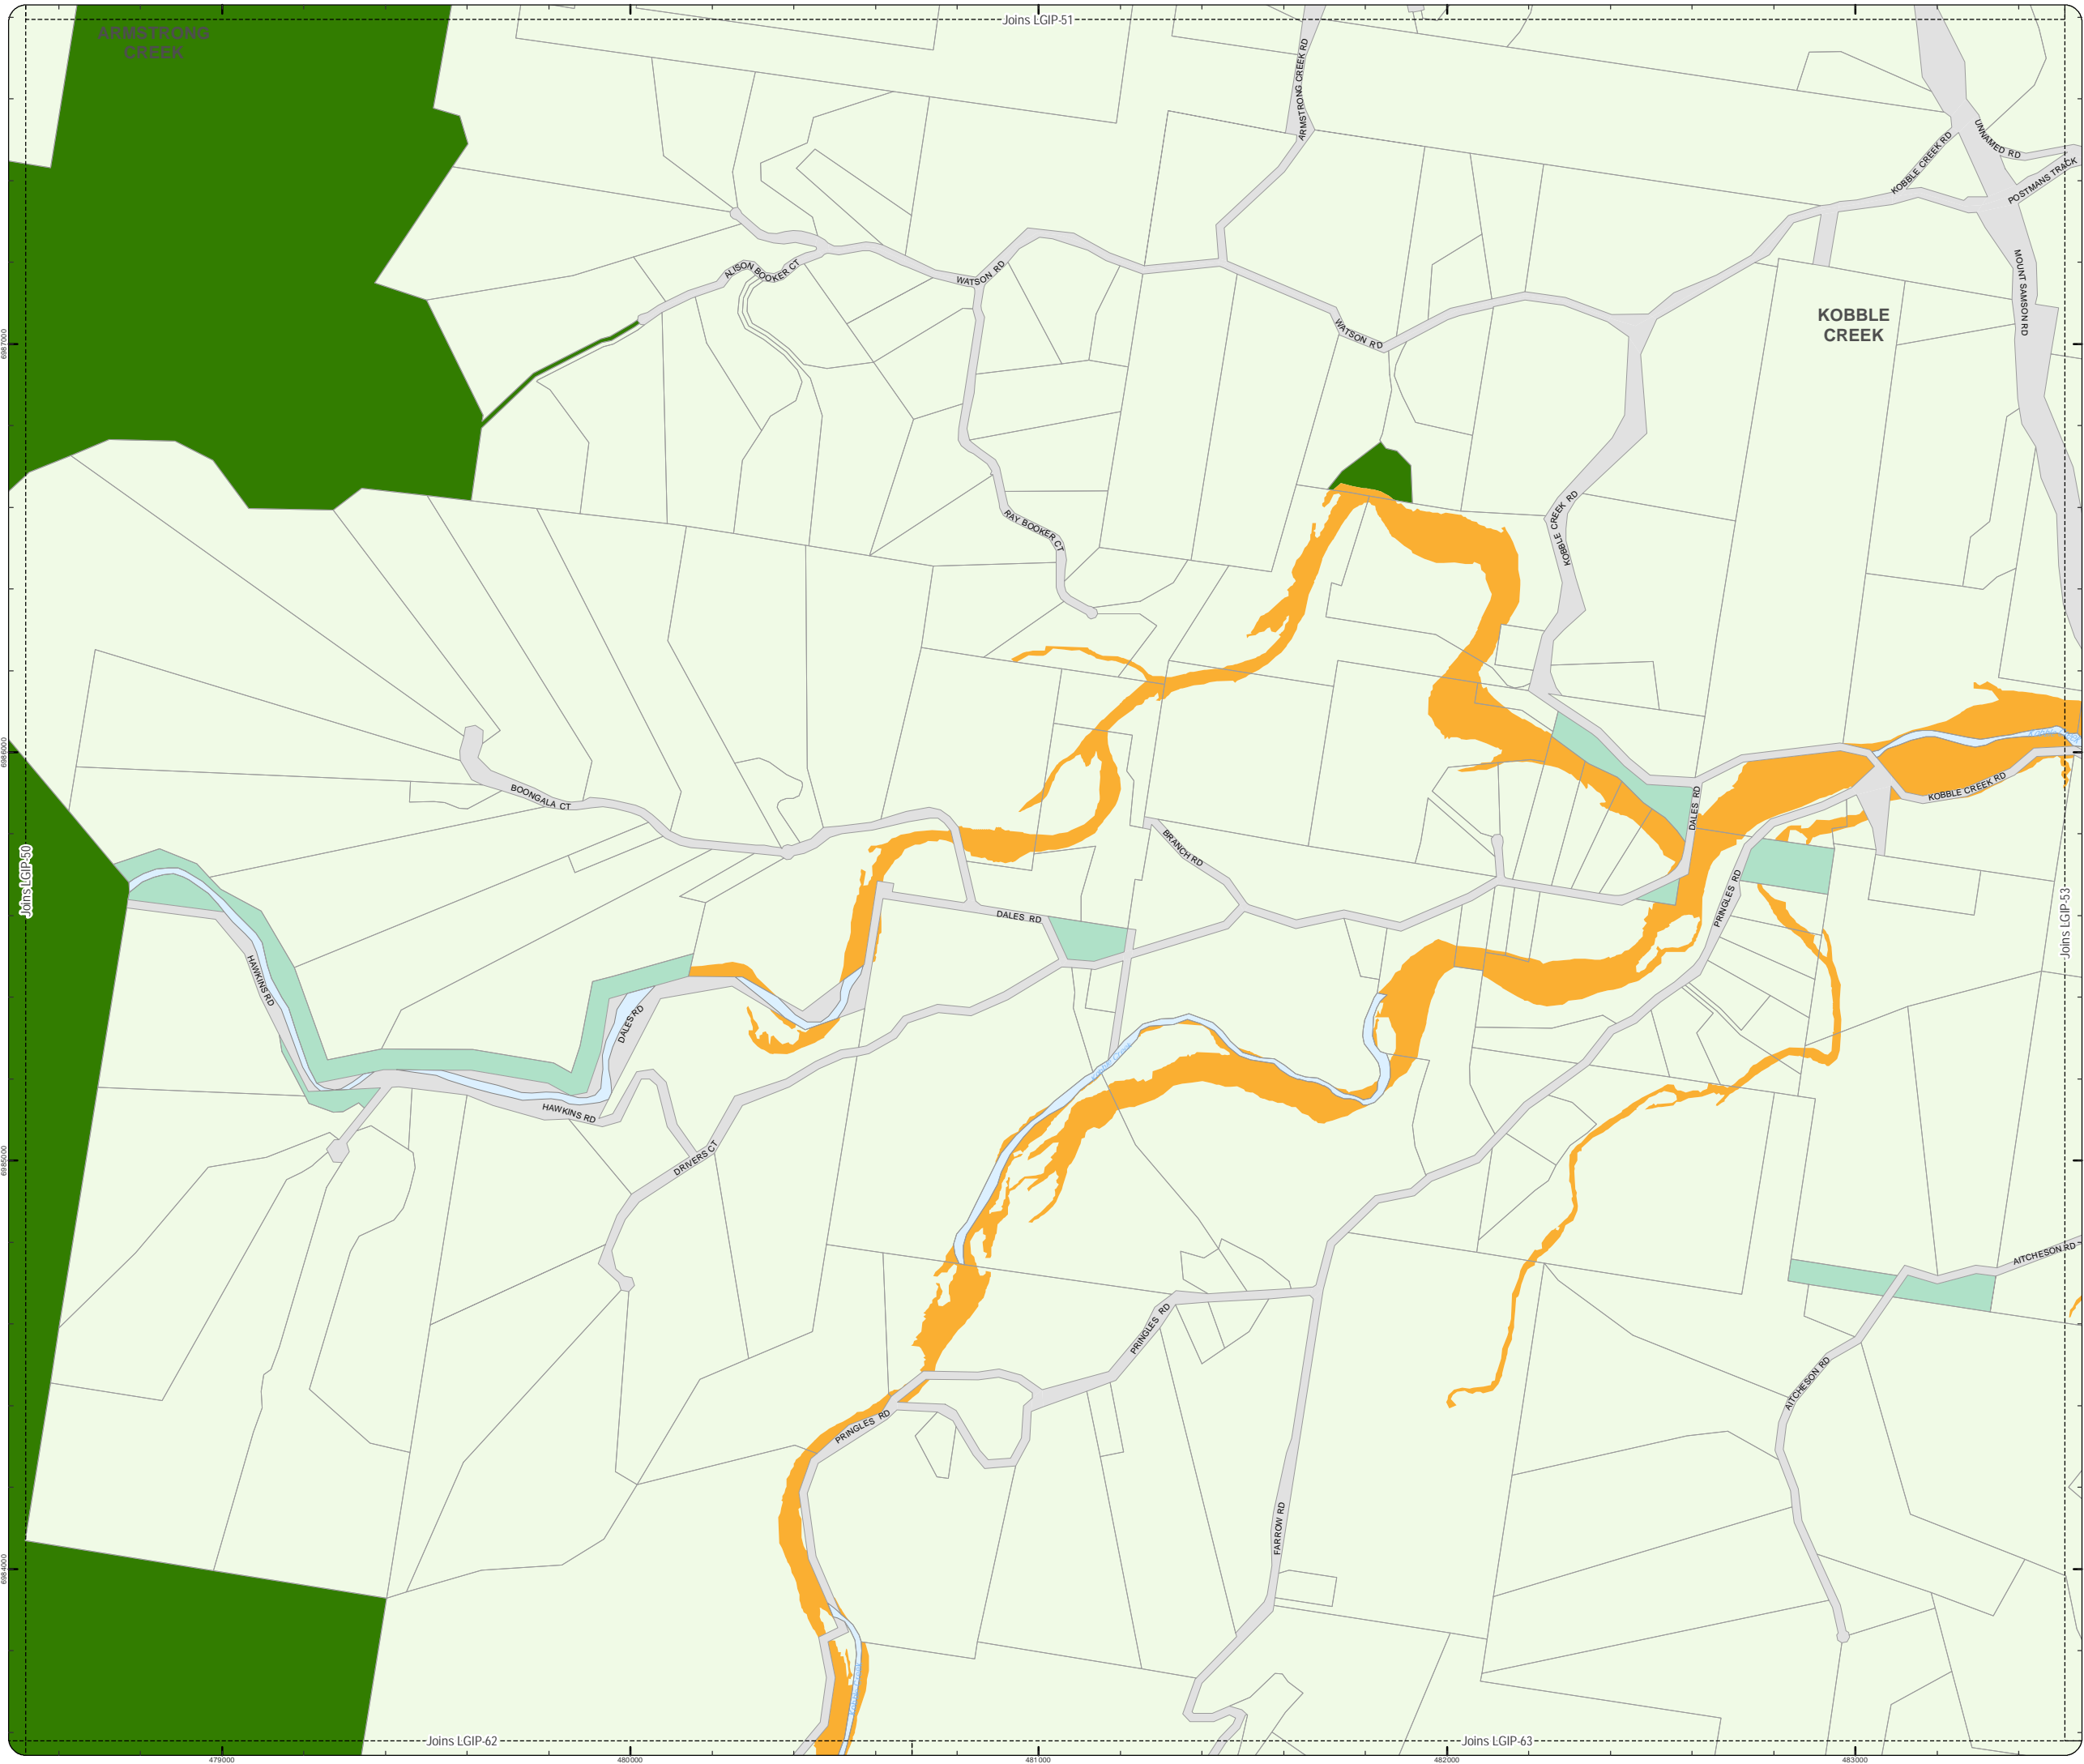 Joins LGIP-51
ARMSTRONG
CREEK
ARMSTRONG CREEK RD
UNNAMED RD
KOBBLE CREEK RD
POSTMANS TRACK
ALISON BOOKER CT
WATSON RD
MOUNT SAMSON RD
KOBBLE
CREEK
WATSON RD
6987000
RAY BOOKER CT
KOBBLE CREEK RD
6986000
BOONGALA CT
KOBBLE CREEK RD
DALES RD
BRANCH RD
Joins LGIP-50
PRINGLES RD
DALES RD
Joins LGIP-53
HAWKINS RD
DALES RD
HAWKINS RD
6985000
DRIVERS CT
AITCHESON RD
PRINGLES RD
AITCHESON RD
PRINGLES RD
FARROW RD
6984000
Joins LGIP-62
Joins LGIP-63
479000
480000
481000
482000
483000